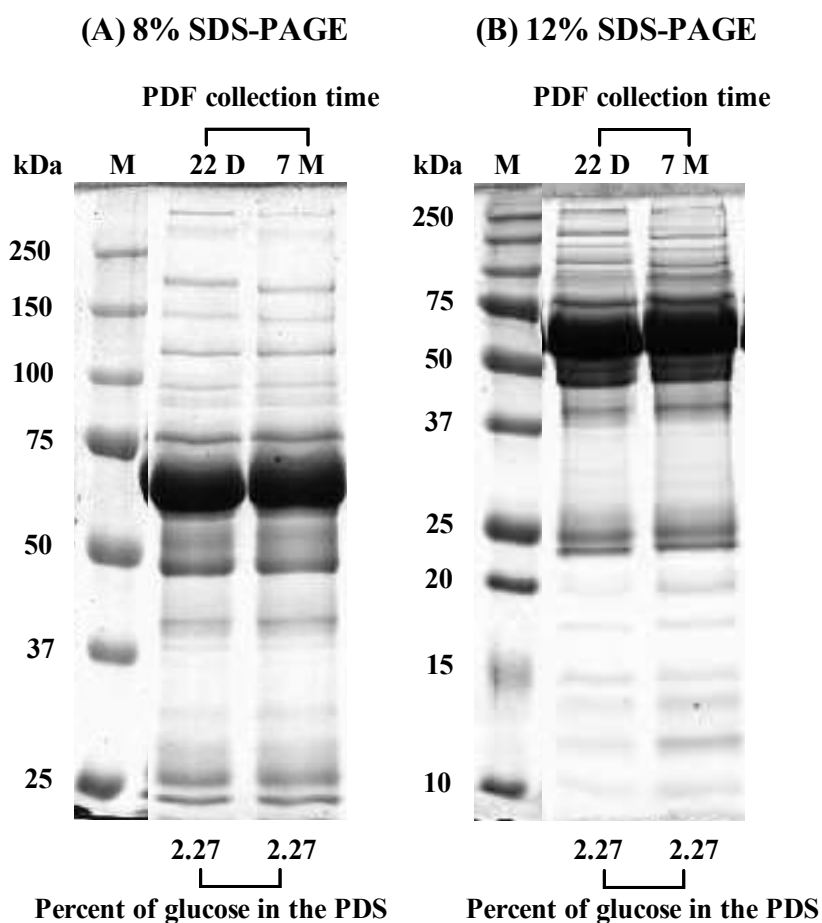 (A) 8% SDS-PAGE
PDF collection time
kDa M 22 D 7 M
250
150
100
75
50
37
25
2.27 2.27
Percent of glucose in the PDS
(B) 12% SDS-PAGE
PDF collection time
kDa M 22 D 7 M
250
75
50
37
25
20
15
10
2.27 2.27
Percent of glucose in the PDS